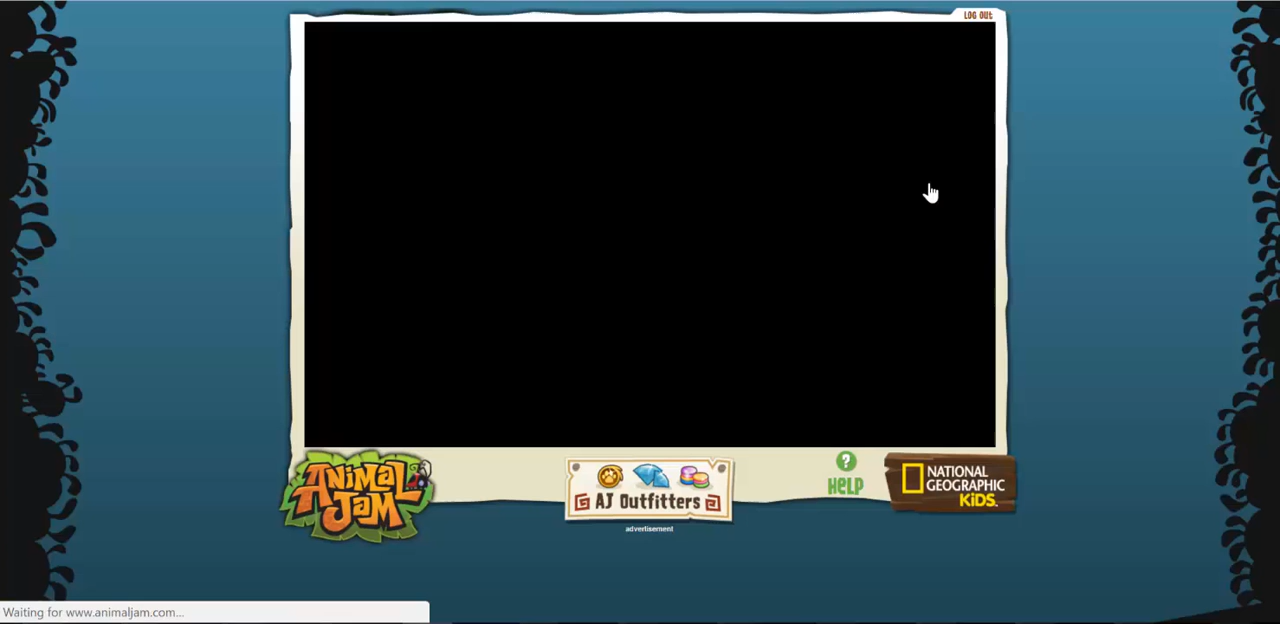 LOG OUT
ANIMAL
JAM
AJ Outfitters
advertisement
?
HELP
NATIONAL
GEOGRAPHIC
KiDS
Waiting for www.animaljam.com...